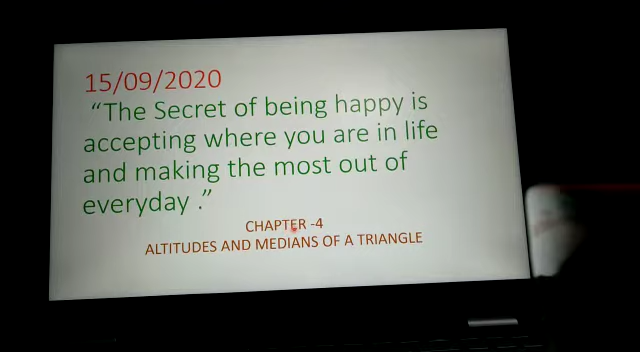 15/09/2020
“The Secret of being happy is
accepting where you are in life
and making the most out of
everyday .”
CHAPTER -4
ALTITUDES AND MEDIANS OF A TRIANGLE